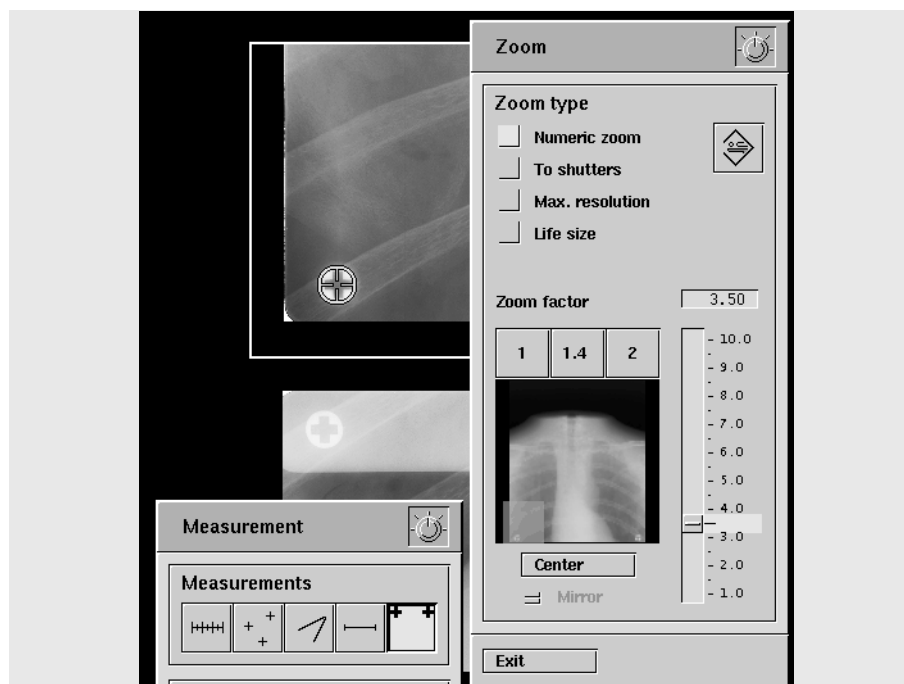 Zoom
Zoom type
Numeric zoom
To shutters
Max. resolution
Life size
Zoom factor
3.50
1 1.4 2
10.0
9.0
8.0
7.0
6.0
5.0
4.0
3.0
2.0
1.0
Center
Mirror
Exit
Measurement
Measurements